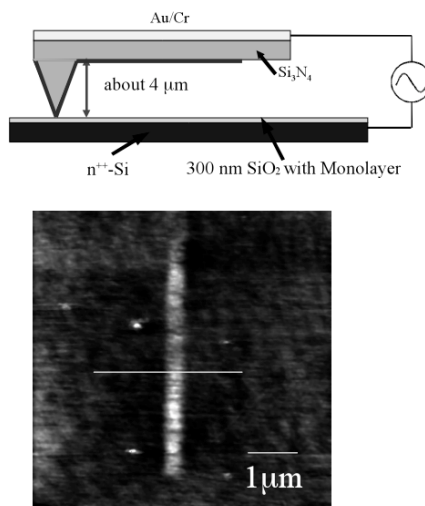 Au/Cr
Si₃N₄
about 4 μm
n⁺⁺-Si
300 nm SiO₂ with Monolayer
1μm